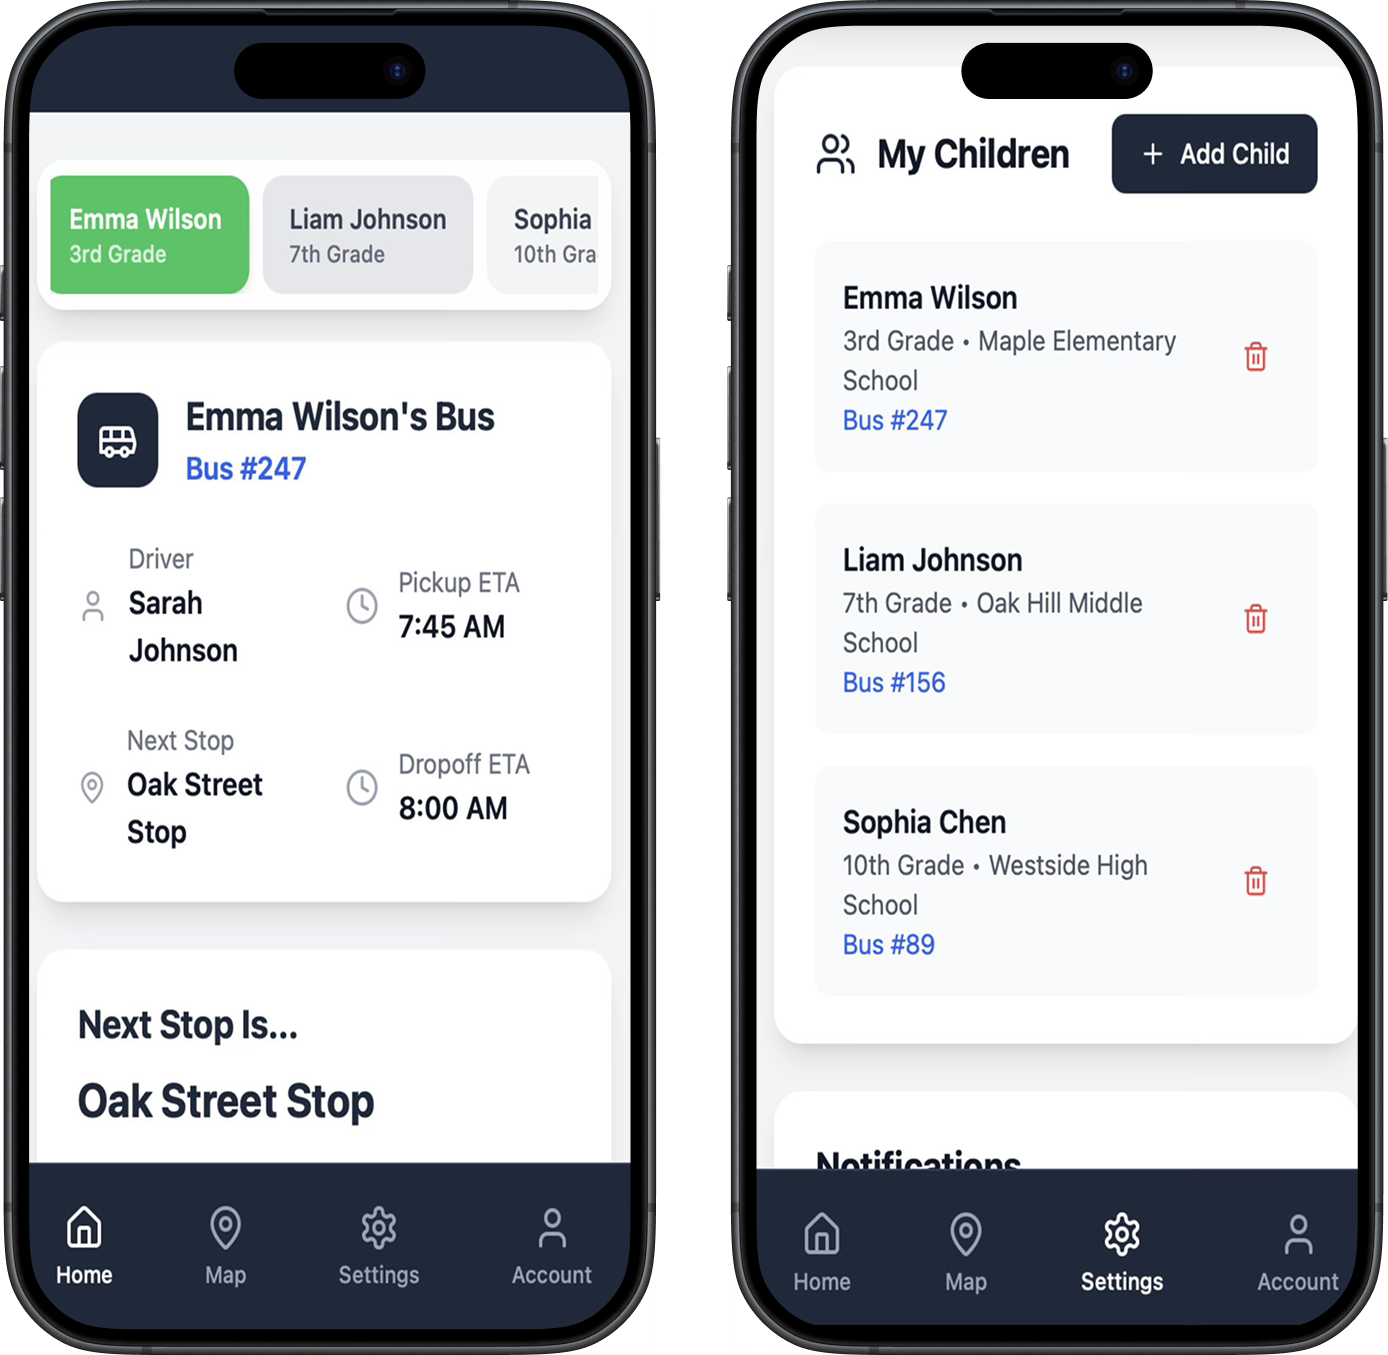 Emma Wilson
3rd Grade
Liam Johnson
7th Grade
Sophia
10th Gra
Emma Wilson's Bus
Bus #247
Driver
Sarah
Johnson
Pickup ETA
7:45 AM
Next Stop
Oak Street
Stop
Dropoff ETA
8:00 AM
Next Stop Is...
Oak Street Stop
Home
Map
Settings
Account
My Children
+ Add Child
Emma Wilson
3rd Grade • Maple Elementary
School
Bus #247
Liam Johnson
7th Grade • Oak Hill Middle
School
Bus #156
Sophia Chen
10th Grade • Westside High
School
Bus #89
Notifications
Home
Map
Settings
Account